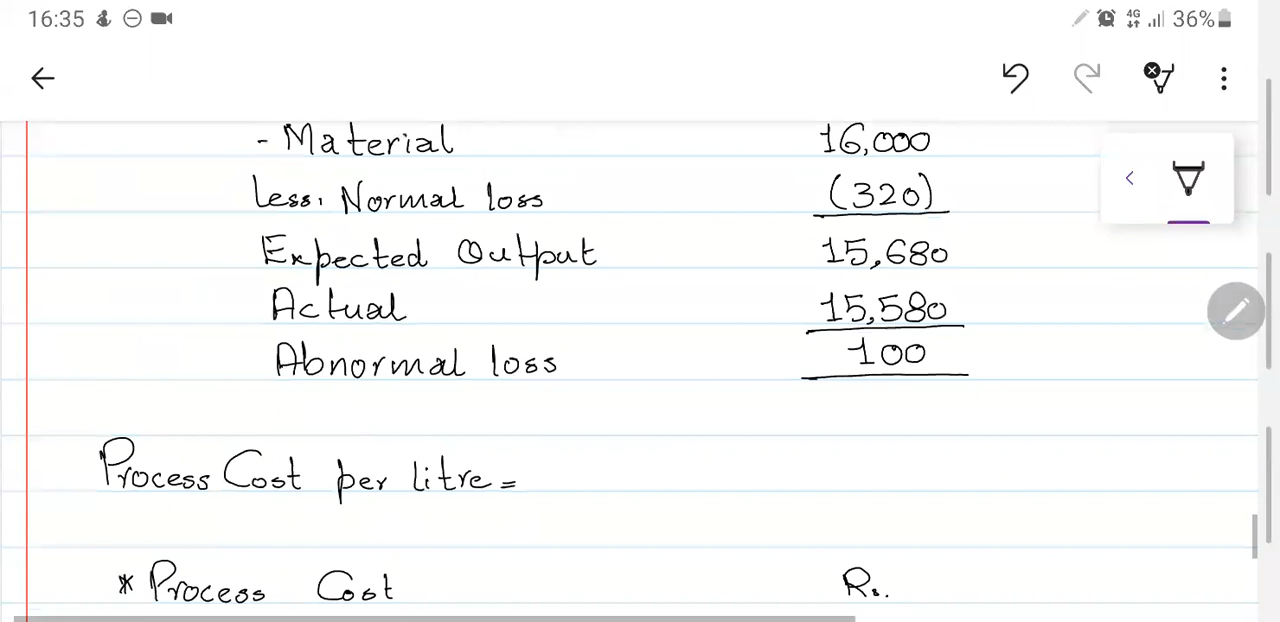 16:35 4G 36%
- Material 16,000
Less. Normal loss (320)
Expected Output 15,680
Actual 15,580
Abnormal loss 100
Process Cost per litre =
* Process Cost Rs.